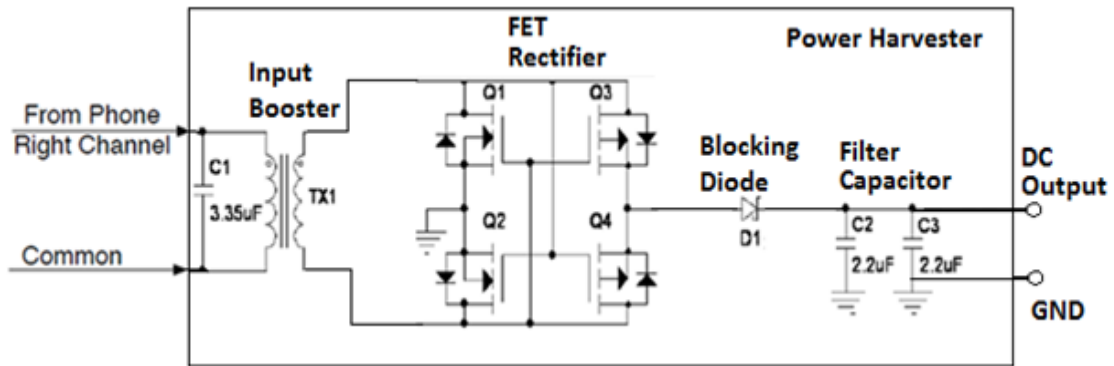 FET
Rectifier
Power Harvester
Input
Booster
Q1
Q3
From Phone
Right Channel
C1
3.35uF
TX1
Blocking
Diode
Filter
Capacitor
DC
Output
Q2
Q4
D1
C2
C3
2.2uF
2.2uF
Common
GND